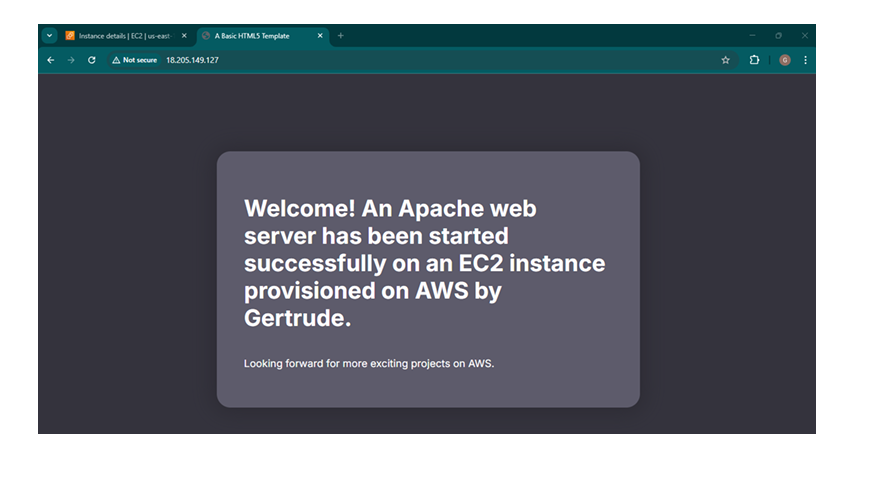 Instance details | EC2 | us-east-
A Basic HTML5 Template
Not secure
18.205.149.127
G
Welcome! An Apache web
server has been started
successfully on an EC2 instance
provisioned on AWS by
Gertrude.
Looking forward for more exciting projects on AWS.